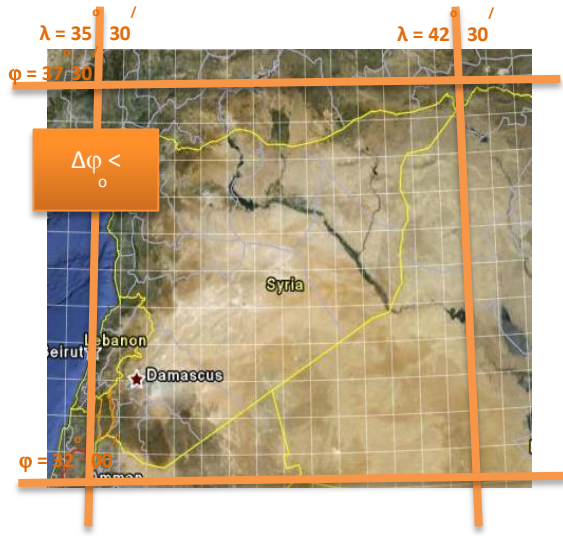 λ = 35° 30′
λ = 42° 30′
φ = 37° 30′
Δφ <
o
Syria
Lebanon
Beirut
Damascus
φ = 32° 00′
Amman